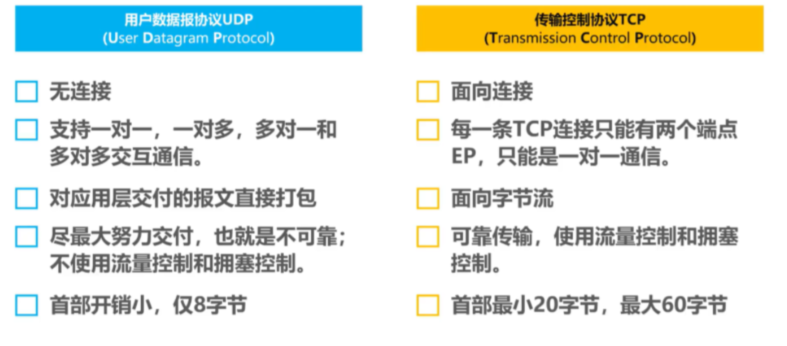 用户数据报协议UDP
(User Datagram Protocol)
无连接
支持一对一，一对多，多对一和
多对多交互通信。
对应用层交付的报文直接打包
尽最大努力交付，也就是不可靠；
不使用流量控制和拥塞控制。
首部开销小，仅8字节
传输控制协议TCP
(Transmission Control Protocol)
面向连接
每一条TCP连接只能有两个端点
EP，只能是一对一通信。
面向字节流
可靠传输，使用流量控制和拥塞
控制。
首部最小20字节，最大60字节